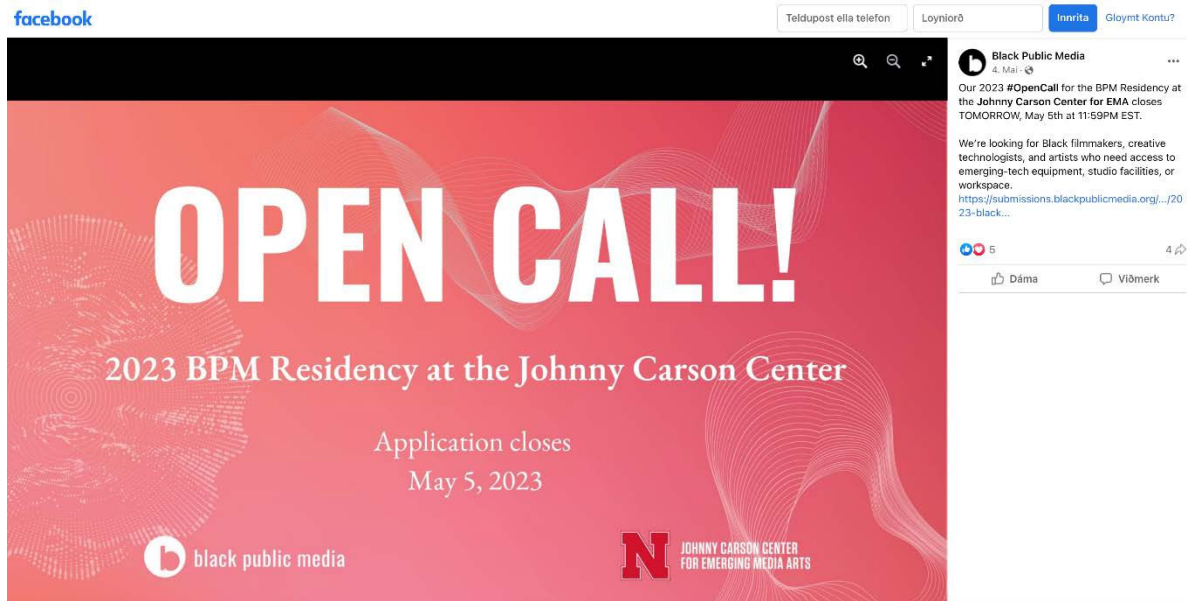 facebook
Teldupost ella telefon
Loyniorð
Innrita
Gloymt Kontu?
OPEN CALL!
2023 BPM Residency at the Johnny Carson Center
Application closes
May 5, 2023
b black public media
N JOHNNY CARSON CENTER
FOR EMERGING MEDIA ARTS
Black Public Media
4. Mai ·
Our 2023 #OpenCall for the BPM Residency at
the Johnny Carson Center for EMA closes
TOMORROW, May 5th at 11:59PM EST.
We're looking for Black filmmakers, creative
technologists, and artists who need access to
emerging-tech equipment, studio facilities, or
workspace.
https://submissions.blackpublicmedia.org/.../20
23-black...
5
4
Dáma
Viðmerk